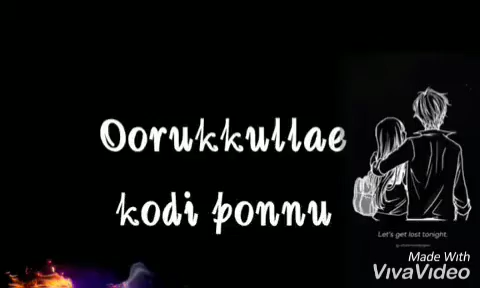 Oorukkullae
kodi ponnu
Let's get lost tonight.
Made With
VivaVideo